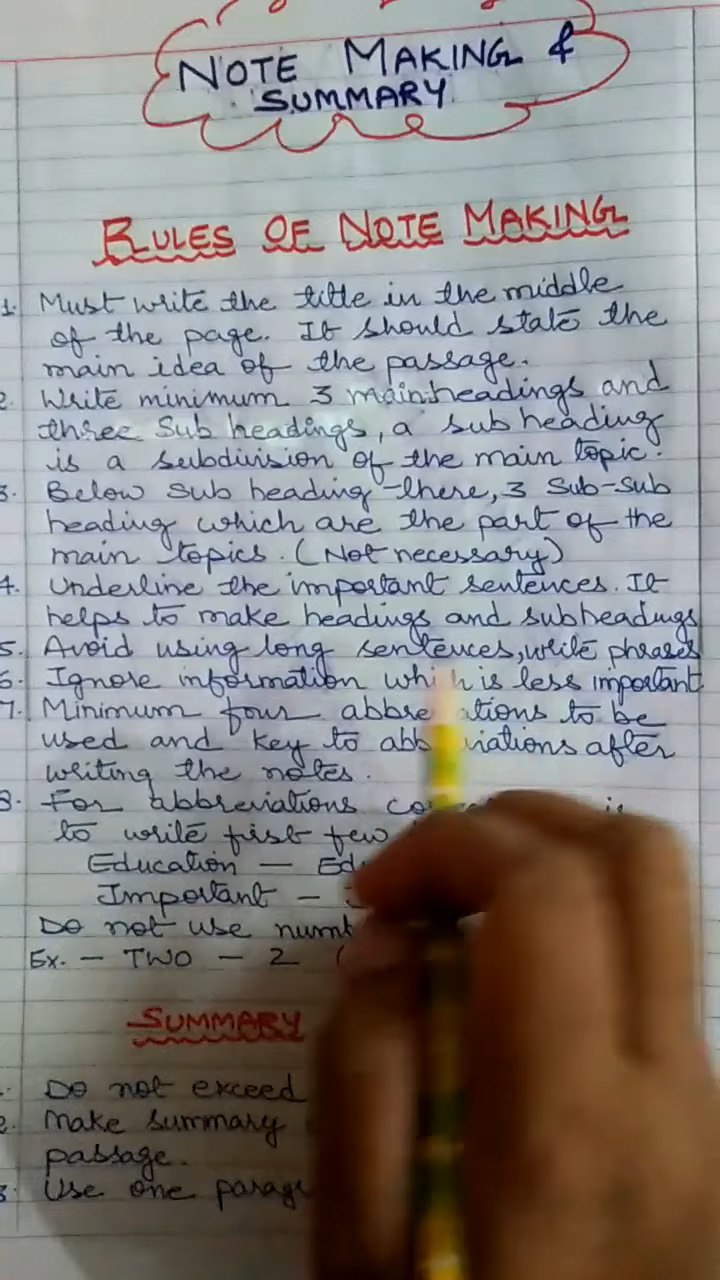 NOTE MAKING &
SUMMARY
RULES OF NOTE MAKING
1. Must write the title in the middle
of the page. It should state the
main idea of the passage.
2. Write minimum 3 main headings and
three Sub headings, a sub heading
is a subdivision of the main topic.
3. Below sub heading there, 3 Sub-sub
heading which are the part of the
main topics. (Not necessary)
4. Underline the important sentences. It
helps to make headings and subheadings
5. Avoid using long sentences, write phrases
6. Ignore information which is less important
7. Minimum four to be
used and key to after
writing the notes.
8. For abbreviations is
to write first few
Education — Ed
Important -
Do not use
Ex. - TWO - 2 (
SUMMARY
Do not exceed
2. Make summary
passage.
3. Use one